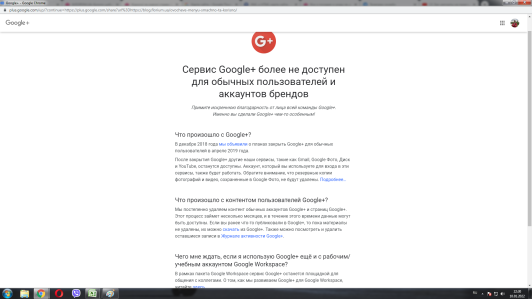 Google+ - Google Chrome
Google+
G+
Сервис Google+ более не доступен
для обычных пользователей и
аккаунтов брендов
Примите искреннюю благодарность от лица всей команды Google+
Именно вы сделали Google+ чем-то особенным!
Что произошло с Google+?
В декабре 2018 года мы объявили о планах закрыть Google+ для обычных
пользователей в апреле 2019 года.
После закрытия Google+ другие наши сервисы, такие как Gmail, Google Фото, Диск
и YouTube, останутся доступны. Аккаунт, который вы используете для входа в эти
сервисы, также будет работать. Обратите внимание, что резервные копии
фотографий и видео, сохраненные в Google Фото, не будут удалены. Подробнее…
Что произошло с контентом пользователей Google+?
Мы постепенно удаляем контент обычных аккаунтов Google+ и страниц Google+.
Этот процесс займет несколько месяцев, и в течение этого времени данные могут
быть доступны. Если вы ранее что-то публиковали в Google+, то пока материалы
не удалены, их можно скачать из Google+. Также можно посмотреть и удалить
оставшиеся записи в Журнале активности Google+.
Чего мне ждать, если я использую Google+ ещё и с рабочим/
учебным аккаунтом Google Workspace?
В рамках пакета Google Workspace сервис Google+ останется площадкой для
общения с коллегами. О том, как мы развиваем Google+ для Google Workspace,
читайте здесь